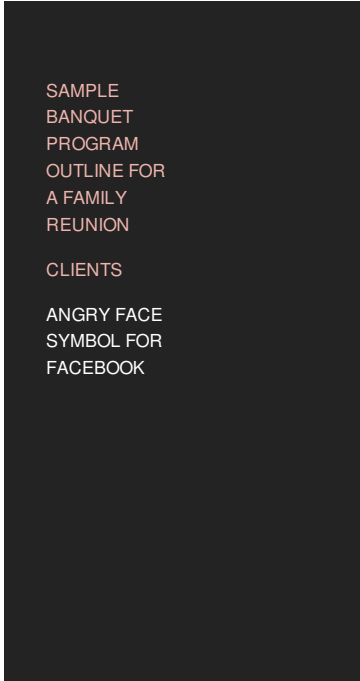 SAMPLE
BANQUET
PROGRAM
OUTLINE FOR
A FAMILY
REUNION
CLIENTS
ANGRY FACE
SYMBOL FOR
FACEBOOK